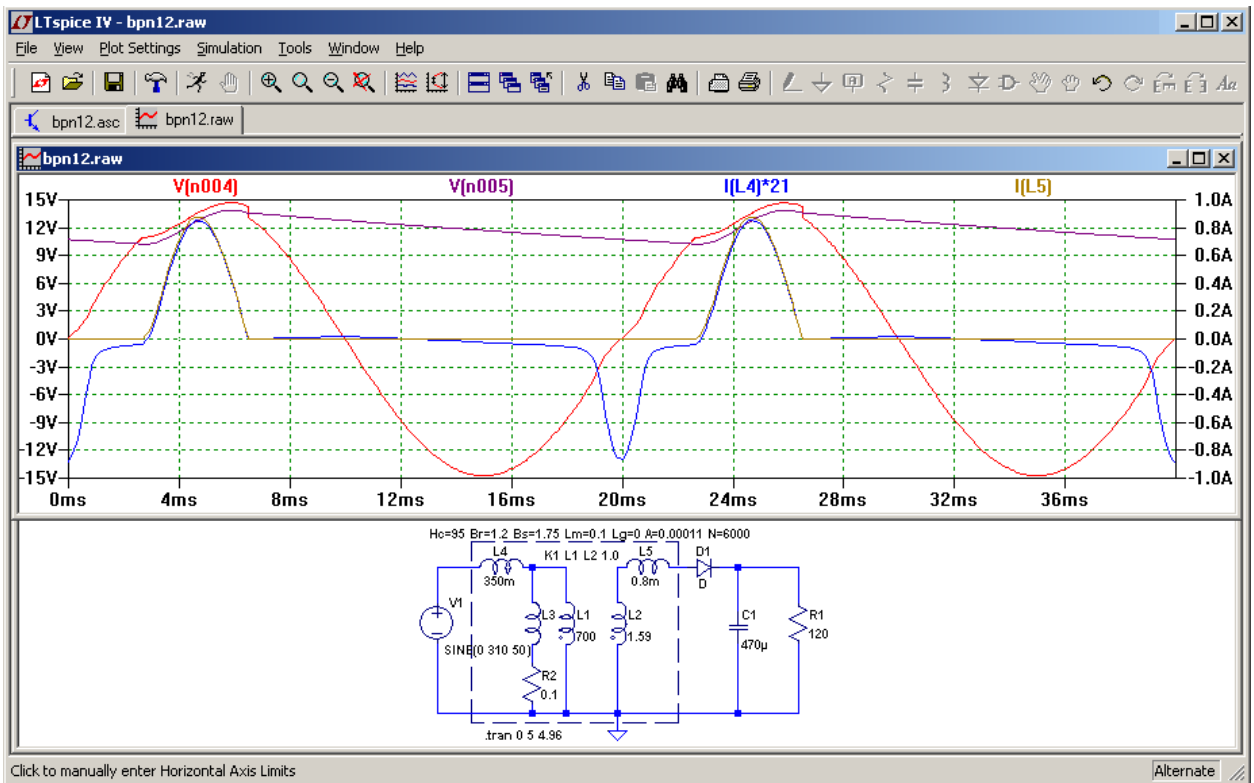 LTspice IV - bpn12.raw
File View Plot Settings Simulation Tools Window Help
bpn12.asc bpn12.raw
bpn12.raw
V(n004) V(n005) I(L4)*21 I(L5)
15V 1.0A
12V 0.8A
9V 0.6A
6V 0.4A
3V 0.2A
0V 0.0A
-3V -0.2A
-6V -0.4A
-9V -0.6A
-12V -0.8A
-15V -1.0A
0ms 4ms 8ms 12ms 16ms 20ms 24ms 28ms 32ms 36ms
Hc=95 Br=1.2 Bs=1.75 Lm=0.1 Lg=0 A=0.00011 N=6000
L4 K1 L1 L2 1.0 L5 D1
350m 0.8m D
V1 L3 L1 L2 C1 R1
700 1.59 120
SINE(0 310 50) 470µ
R2
0.1
.tran 0 5 4.96
Click to manually enter Horizontal Axis Limits Alternate